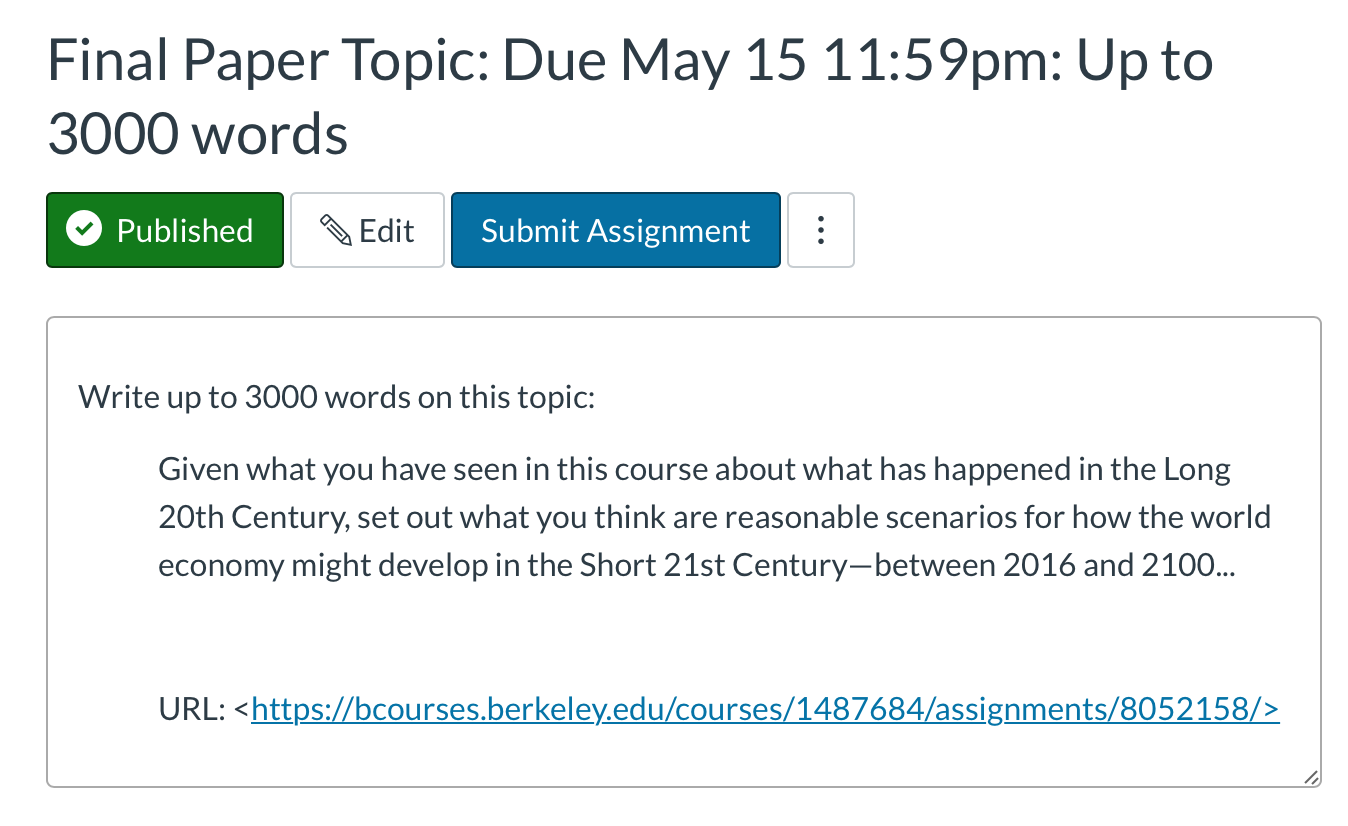 Final Paper Topic: Due May 15 11:59pm: Up to
3000 words
Published Edit Submit Assignment
Write up to 3000 words on this topic:
Given what you have seen in this course about what has happened in the Long
20th Century, set out what you think are reasonable scenarios for how the world
economy might develop in the Short 21st Century—between 2016 and 2100...
URL: <https://bcourses.berkeley.edu/courses/1487684/assignments/8052158/>